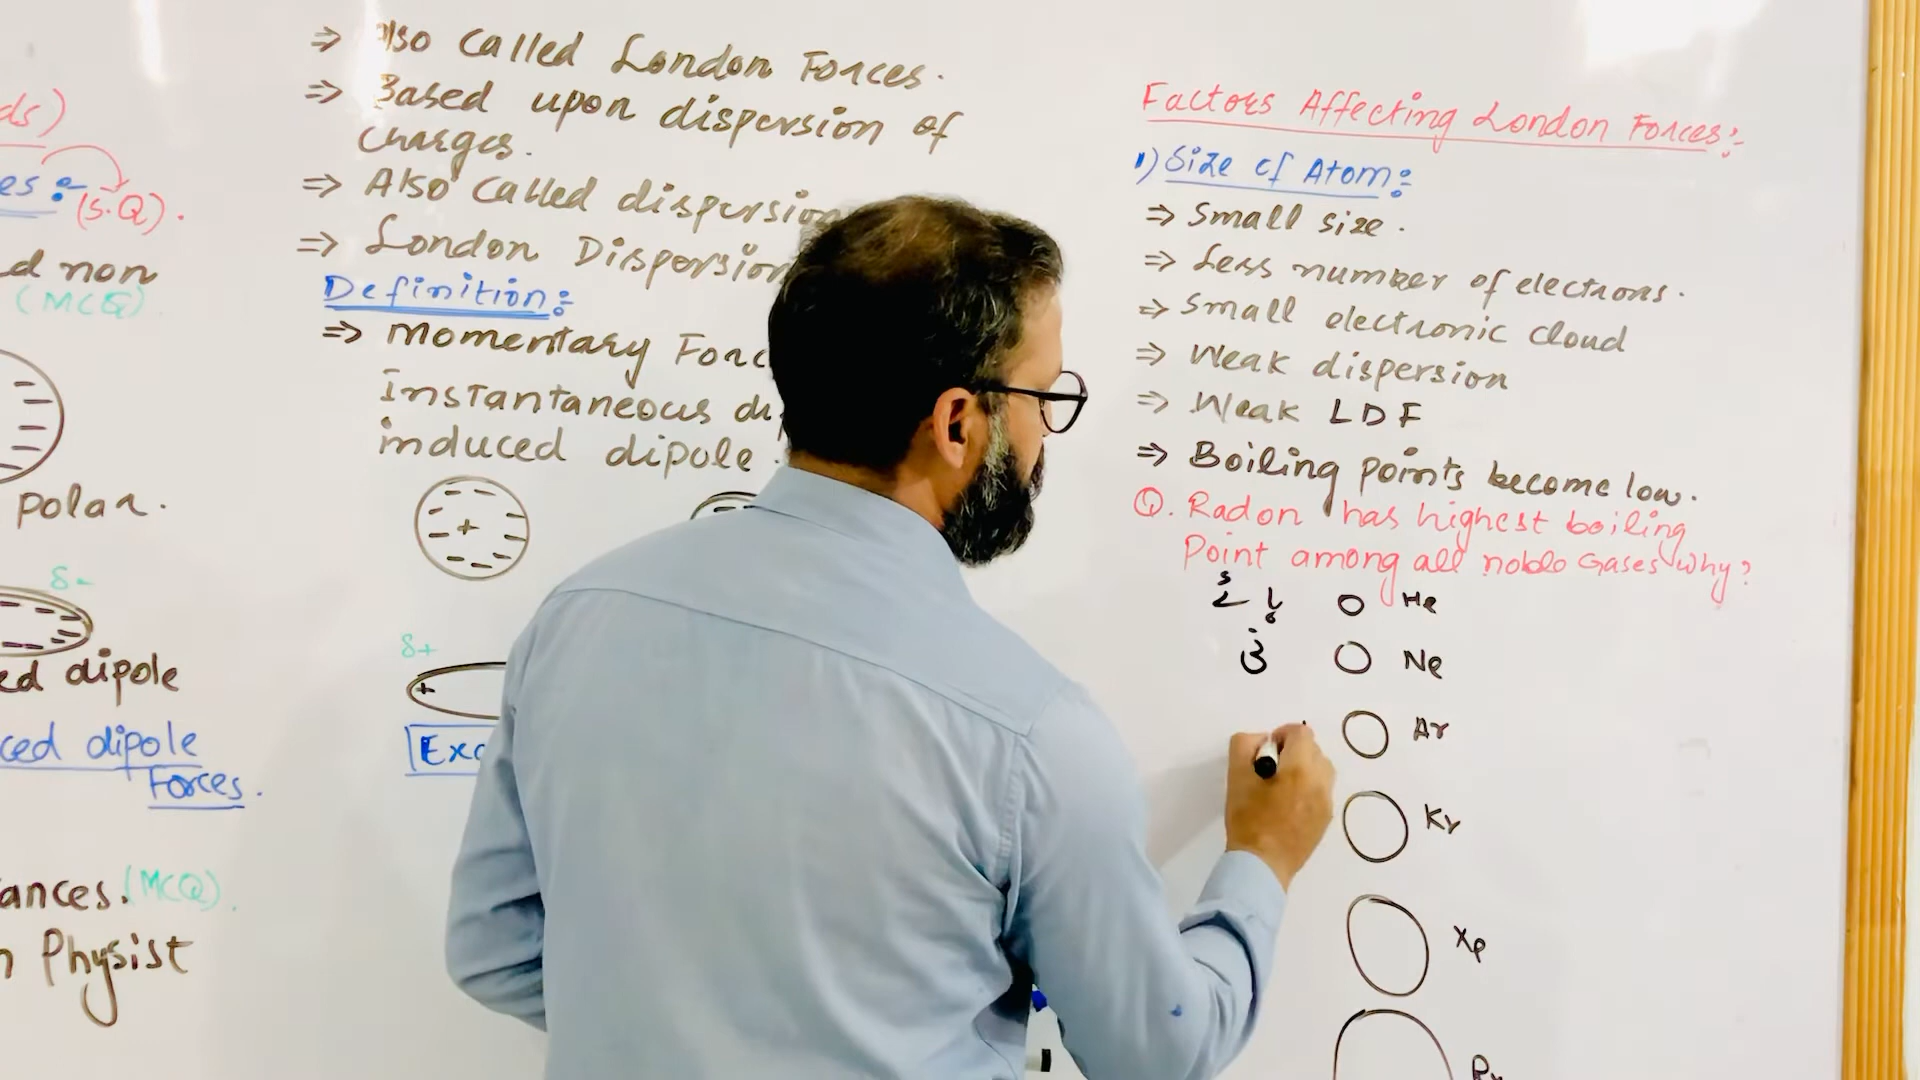 ds)
es :- (S.Q).
d non
(MCQ).
polar.
δ-
ed dipole
ced dipole
Forces.
ances. (MCQ).
n Physist
⇒ Also Called London Forces.
⇒ Based upon dispersion of
Charges.
⇒ Also Called dispersion
⇒ London Dispersion
Definition:-
⇒ Momentary Forc
Instantaneous di
induced dipole.
+
δ+
+
Exa
Factors Affecting London Forces:-
1) Size of Atom:-
⇒ Small size.
⇒ Less number of electrons.
⇒ Small electronic cloud
⇒ Weak dispersion
⇒ Weak LDF
⇒ Boiling points become low.
Q. Radon has highest boiling
Point among all noble Gases why?
He
Ne
Ar
Kr
Xe
Rn